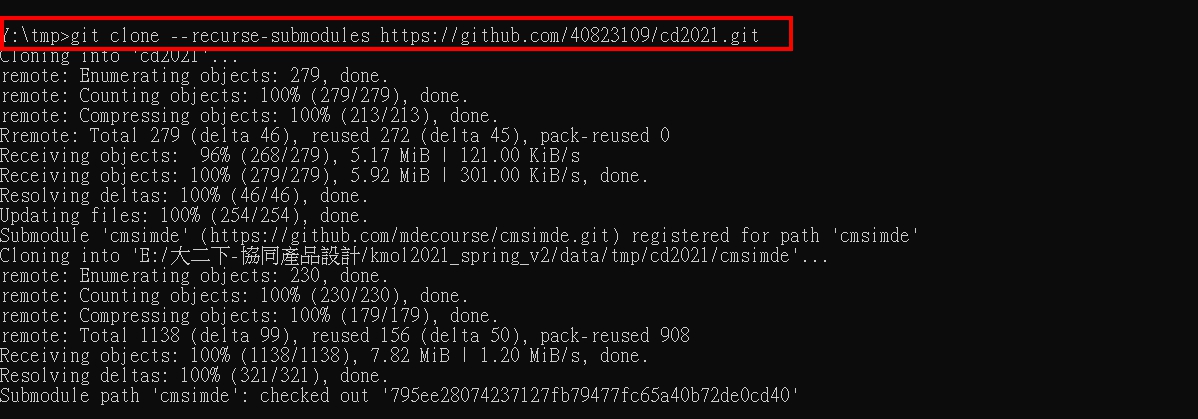 Y:\tmp>git clone --recurse-submodules https://github.com/40823109/cd2021.git
Cloning into 'cd2021'...
remote: Enumerating objects: 279, done.
remote: Counting objects: 100% (279/279), done.
remote: Compressing objects: 100% (213/213), done.
Rremote: Total 279 (delta 46), reused 272 (delta 45), pack-reused 0
Receiving objects:  96% (268/279), 5.17 MiB | 121.00 KiB/s
Receiving objects: 100% (279/279), 5.92 MiB | 301.00 KiB/s, done.
Resolving deltas: 100% (46/46), done.
Updating files: 100% (254/254), done.
Submodule 'cmsimde' (https://github.com/mdecourse/cmsimde.git) registered for path 'cmsimde'
Cloning into 'E:/大二下-協同產品設計/kmol2021_spring_v2/data/tmp/cd2021/cmsimde'...
remote: Enumerating objects: 230, done.
remote: Counting objects: 100% (230/230), done.
remote: Compressing objects: 100% (179/179), done.
remote: Total 1138 (delta 99), reused 156 (delta 50), pack-reused 908
Receiving objects: 100% (1138/1138), 7.82 MiB | 1.20 MiB/s, done.
Resolving deltas: 100% (321/321), done.
Submodule path 'cmsimde': checked out '795ee28074237127fb79477fc65a40b72de0cd40'